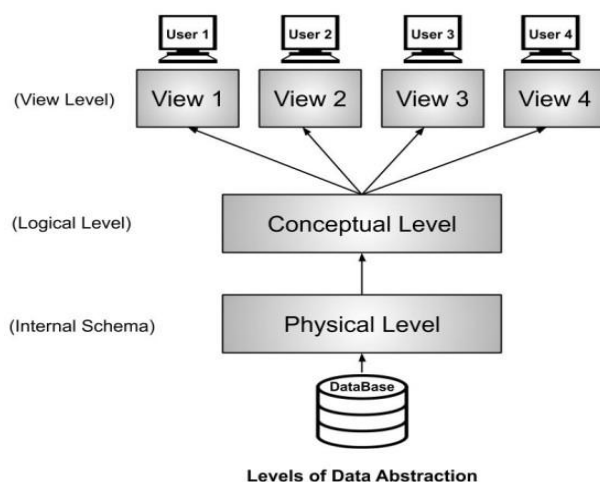 User 1 User 2 User 3 User 4
(View Level) View 1 View 2 View 3 View 4
(Logical Level) Conceptual Level
(Internal Schema) Physical Level
DataBase
Levels of Data Abstraction